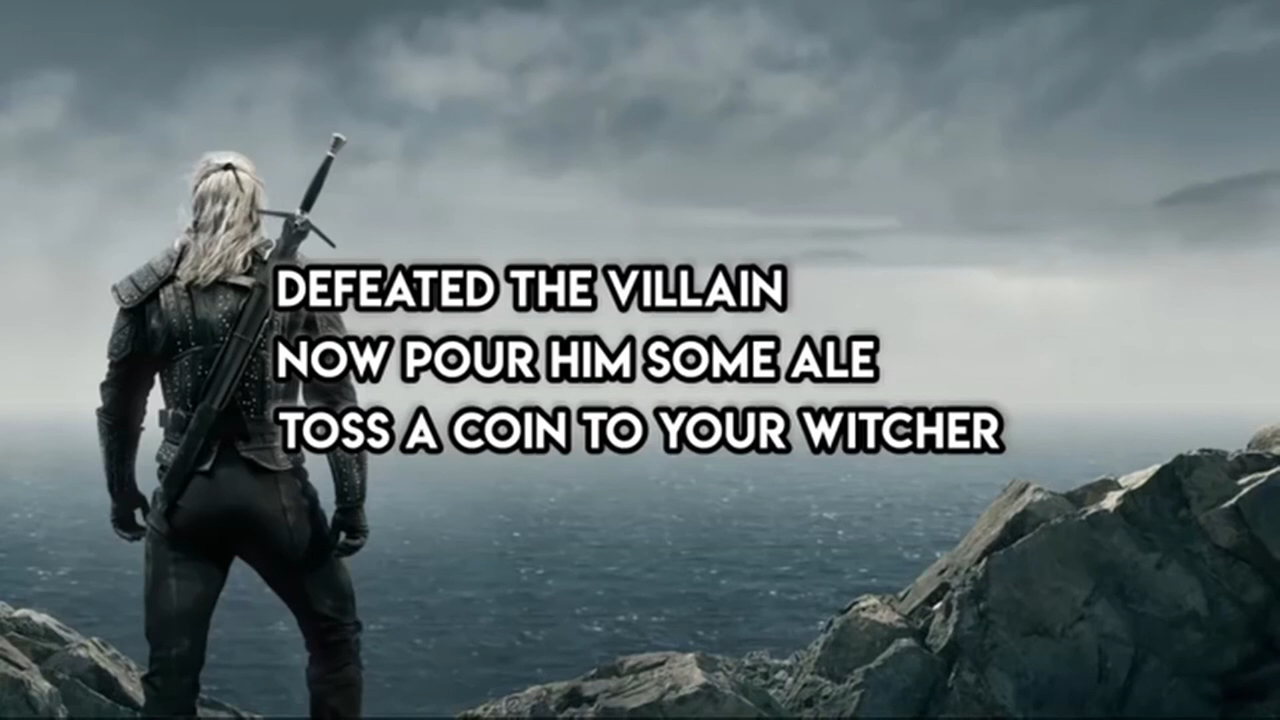 DEFEATED THE VILLAIN
NOW POUR HIM SOME ALE
TOSS A COIN TO YOUR WITCHER